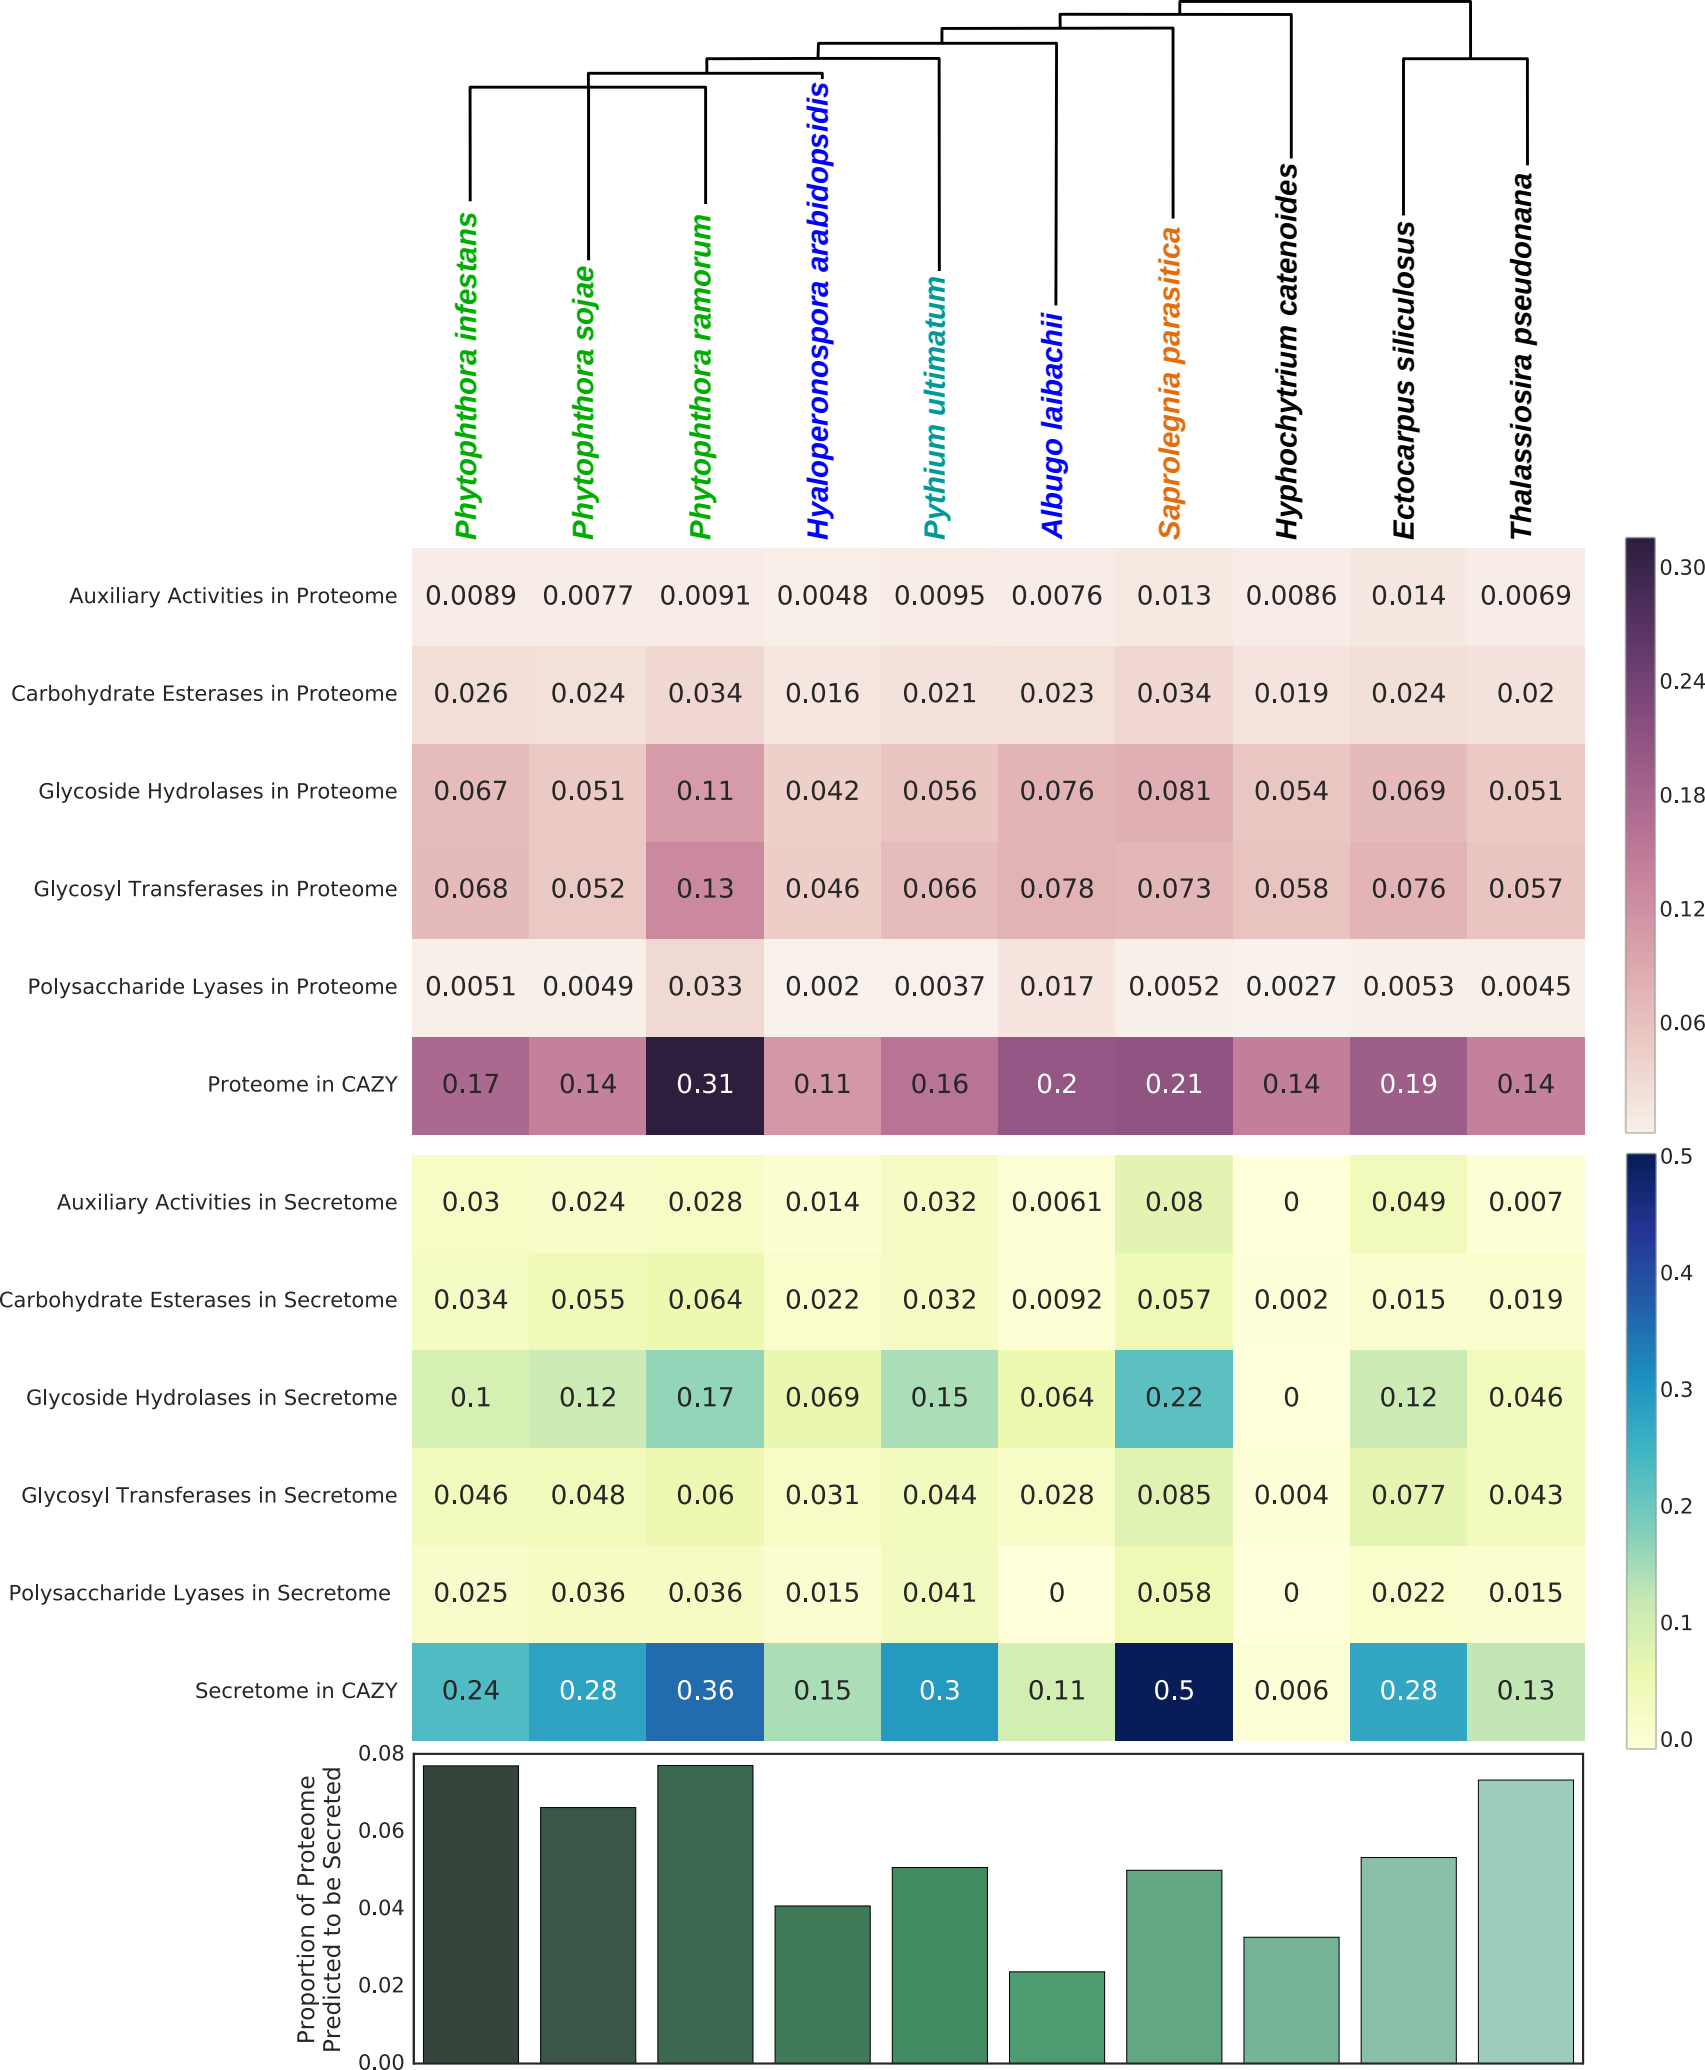 Phytophthora infestans
Phytophthora sojae
Phytophthora ramorum
Hyaloperonospora arabidopsidis
Pythium ultimatum
Albugo laibachii
Saprolegnia parasitica
Hyphochytrium catenoides
Ectocarpus siliculosus
Thalassiosira pseudonana
Auxiliary Activities in Proteome 0.0089 0.0077 0.0091 0.0048 0.0095 0.0076 0.013 0.0086 0.014 0.0069
Carbohydrate Esterases in Proteome 0.026 0.024 0.034 0.016 0.021 0.023 0.034 0.019 0.024 0.02
Glycoside Hydrolases in Proteome 0.067 0.051 0.11 0.042 0.056 0.076 0.081 0.054 0.069 0.051
Glycosyl Transferases in Proteome 0.068 0.052 0.13 0.046 0.066 0.078 0.073 0.058 0.076 0.057
Polysaccharide Lyases in Proteome 0.0051 0.0049 0.033 0.002 0.0037 0.017 0.0052 0.0027 0.0053 0.0045
Proteome in CAZY 0.17 0.14 0.31 0.11 0.16 0.2 0.21 0.14 0.19 0.14
0.30
0.24
0.18
0.12
0.06
Auxiliary Activities in Secretome 0.03 0.024 0.028 0.014 0.032 0.0061 0.08 0 0.049 0.007
Carbohydrate Esterases in Secretome 0.034 0.055 0.064 0.022 0.032 0.0092 0.057 0.002 0.015 0.019
Glycoside Hydrolases in Secretome 0.1 0.12 0.17 0.069 0.15 0.064 0.22 0 0.12 0.046
Glycosyl Transferases in Secretome 0.046 0.048 0.06 0.031 0.044 0.028 0.085 0.004 0.077 0.043
Polysaccharide Lyases in Secretome 0.025 0.036 0.036 0.015 0.041 0 0.058 0 0.022 0.015
Secretome in CAZY 0.24 0.28 0.36 0.15 0.3 0.11 0.5 0.006 0.28 0.13
0.5
0.4
0.3
0.2
0.1
0.0
Proportion of Proteome
Predicted to be Secreted
0.08
0.06
0.04
0.02
0.00